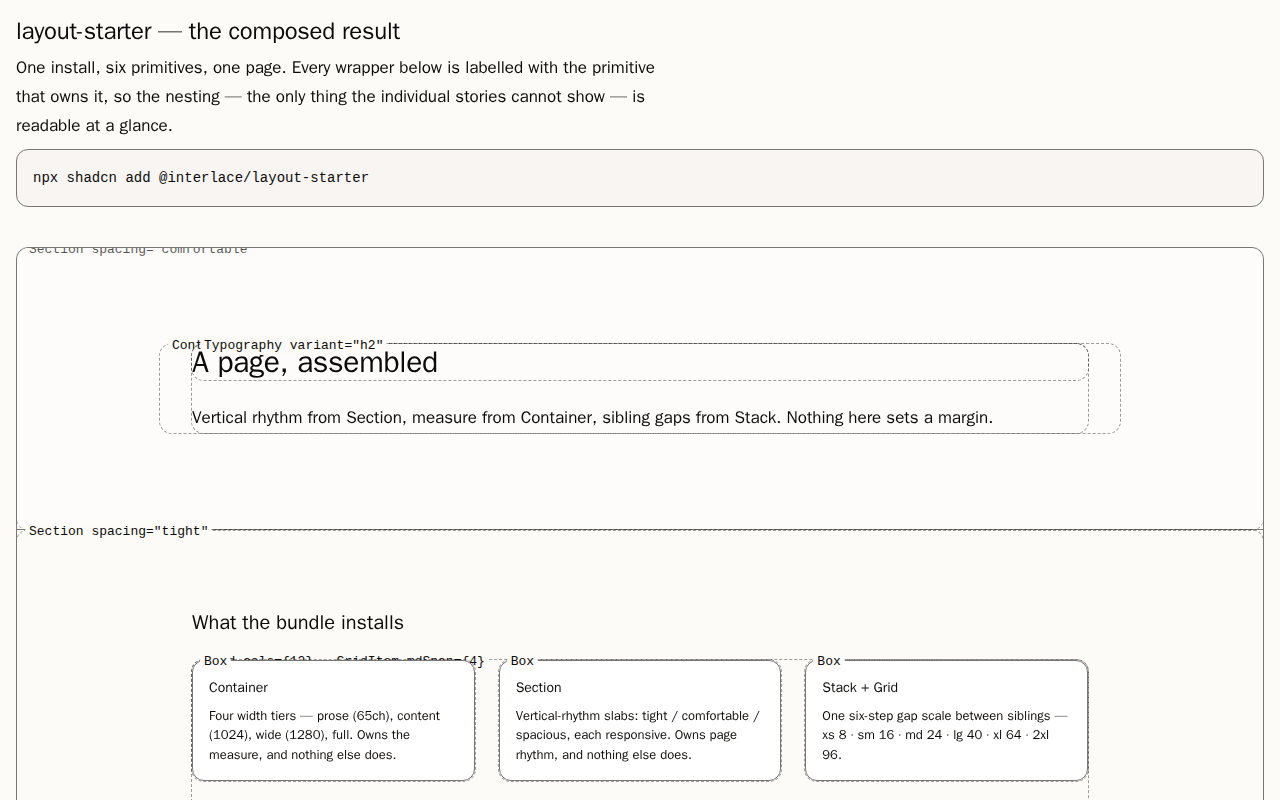 layout-starter — the composed result
One install, six primitives, one page. Every wrapper below is labelled with the primitive
that owns it, so the nesting — the only thing the individual stories cannot show — is
readable at a glance.
npx shadcn add @interlace/layout-starter
Section spacing="comfortable
Typography variant="h2"
A page, assembled
Vertical rhythm from Section, measure from Container, sibling gaps from Stack. Nothing here sets a margin.
Section spacing="tight"
What the bundle installs
Box
Box
Box
Container
Four width tiers — prose (65ch), content
(1024), wide (1280), full. Owns the
measure, and nothing else does.
Section
Vertical-rhythm slabs: tight / comfortable /
spacious, each responsive. Owns page
rhythm, and nothing else does.
Stack + Grid
One six-step gap scale between siblings —
xs 8 · sm 16 · md 24 · lg 40 · xl 64 · 2xl
96.